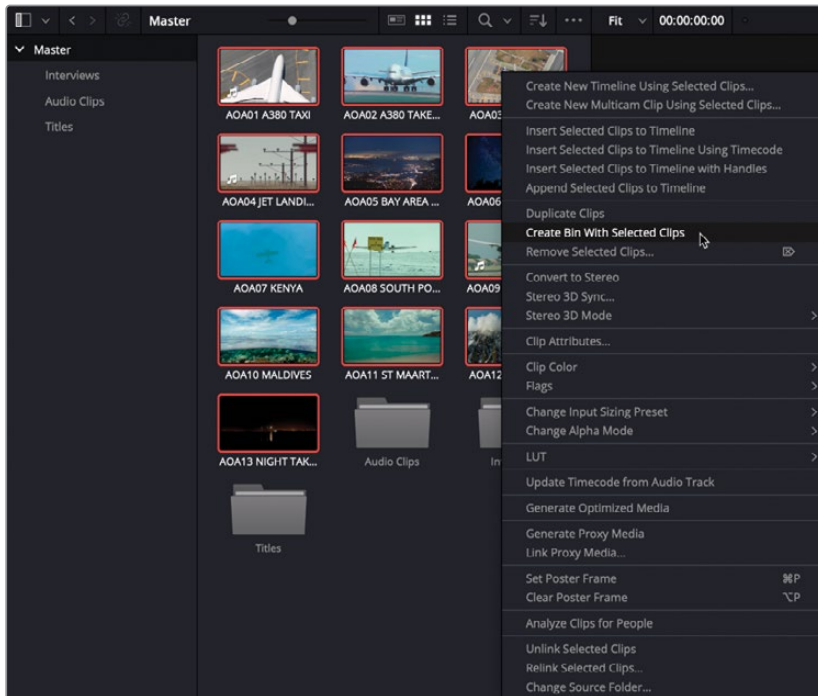 Master
Fit
00:00:00:00
Master
Interviews
Audio Clips
Titles
AOA01 A380 TAXI
AOA02 A380 TAKE...
AOA03
AOA04 JET LANDI...
AOA05 BAY AREA ...
AOA06
AOA07 KENYA
AOA08 SOUTH PO...
AOA09
AOA10 MALDIVES
AOA11 ST MAART...
AOA12
AOA13 NIGHT TAK...
Audio Clips
In
Titles
Create New Timeline Using Selected Clips...
Create New Multicam Clip Using Selected Clips...
Insert Selected Clips to Timeline
Insert Selected Clips to Timeline Using Timecode
Insert Selected Clips to Timeline with Handles
Append Selected Clips to Timeline
Duplicate Clips
Create Bin With Selected Clips
Remove Selected Clips...
Convert to Stereo
Stereo 3D Sync...
Stereo 3D Mode
Clip Attributes...
Clip Color
Flags
Change Input Sizing Preset
Change Alpha Mode
LUT
Update Timecode from Audio Track
Generate Optimized Media
Generate Proxy Media
Link Proxy Media...
Set Poster Frame ⌘P
Clear Poster Frame ⌥P
Analyze Clips for People
Unlink Selected Clips
Relink Selected Clips...
Change Source Folder...